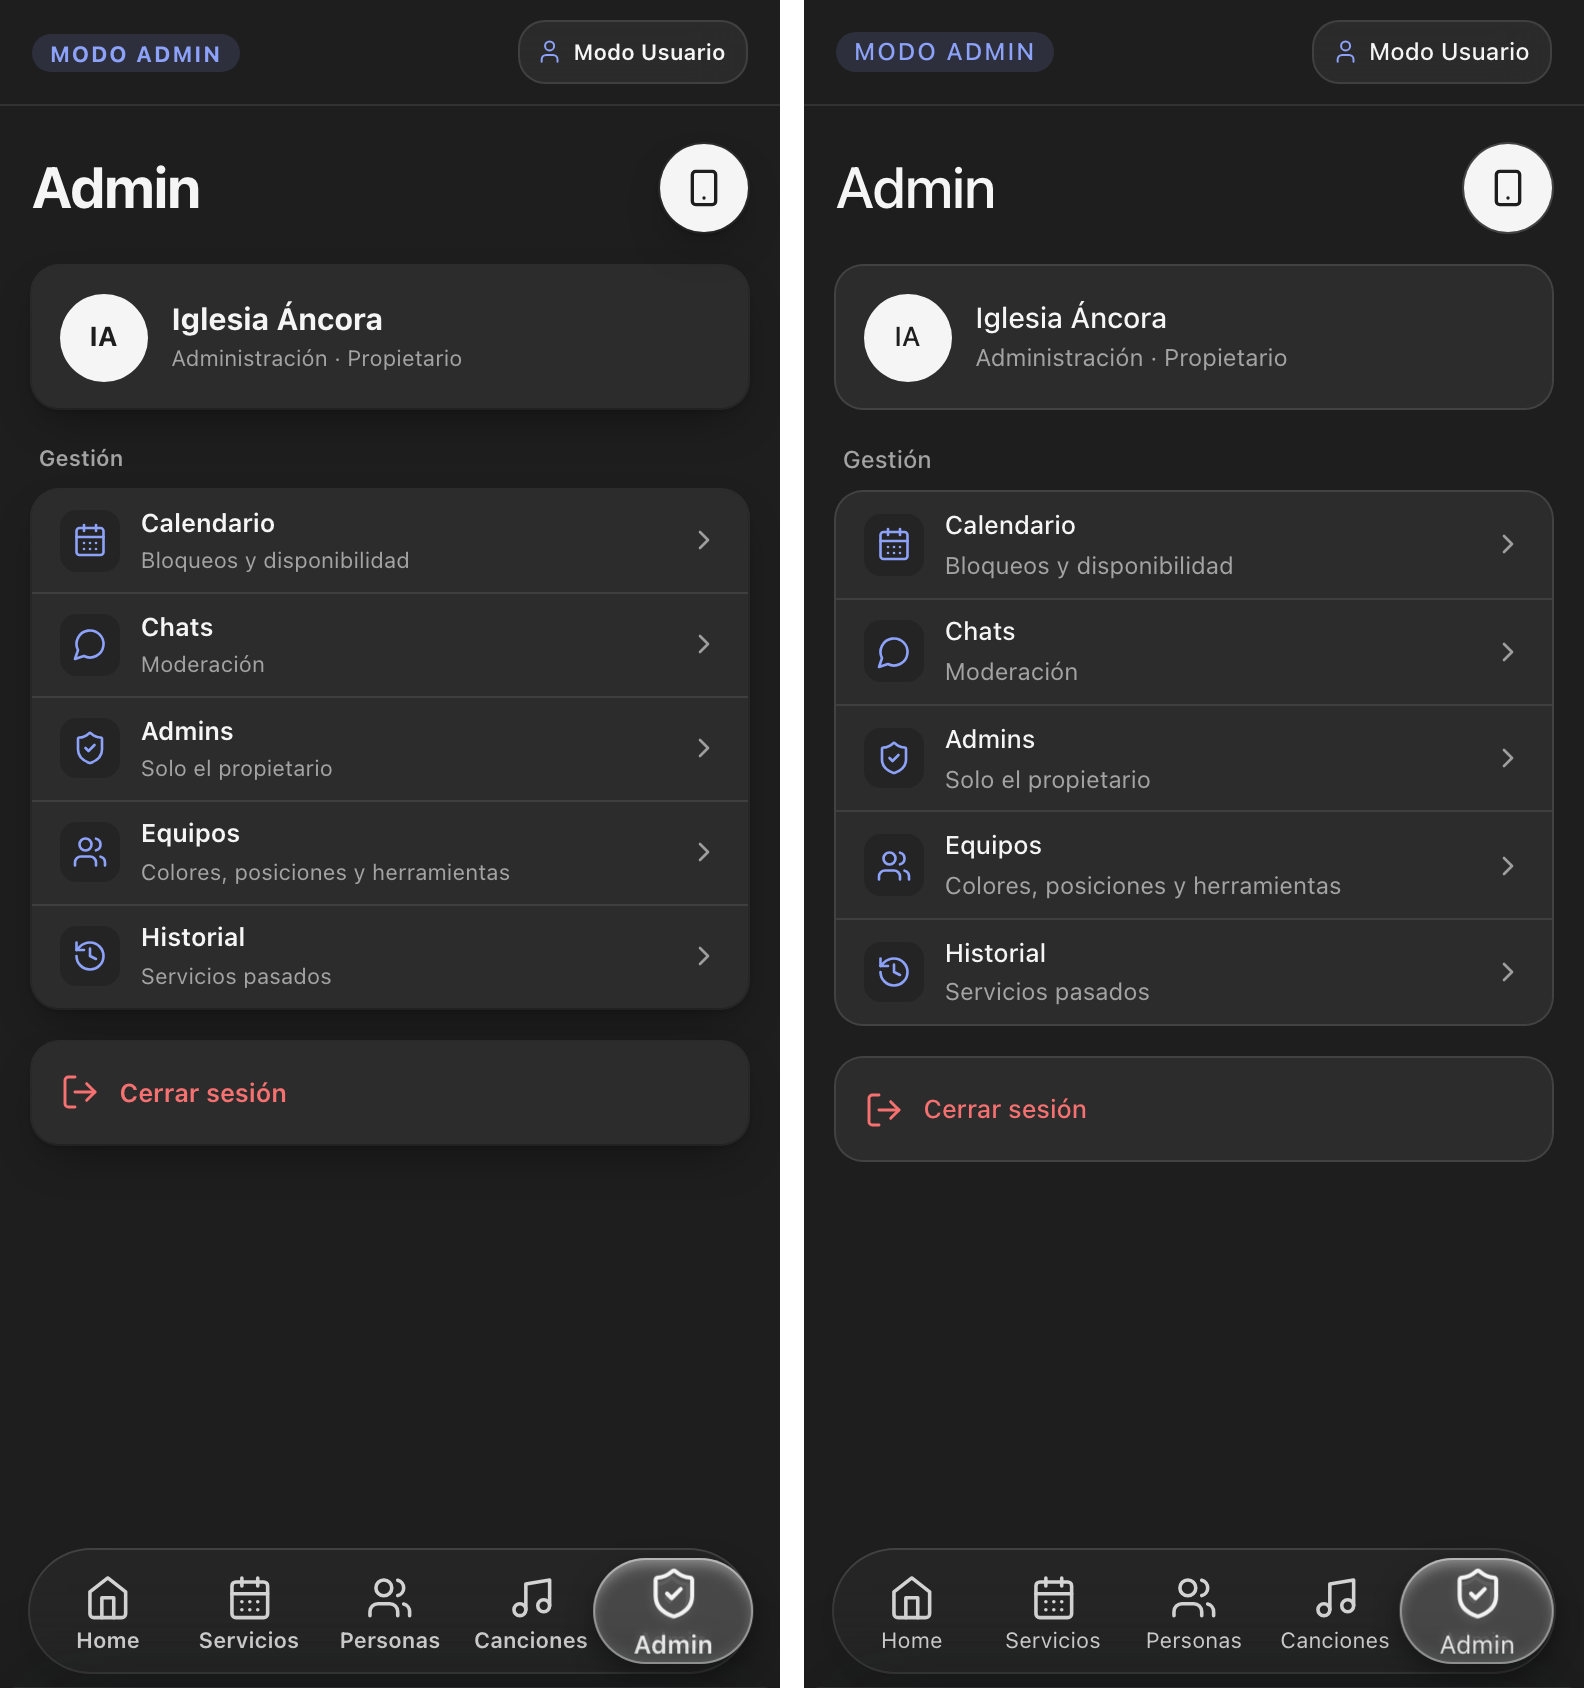 MODO ADMIN
Modo Usuario
Admin
IA
Iglesia Áncora
Administración · Propietario
Gestión
Calendario
Bloqueos y disponibilidad
Chats
Moderación
Admins
Solo el propietario
Equipos
Colores, posiciones y herramientas
Historial
Servicios pasados
Cerrar sesión
Home
Servicios
Personas
Canciones
Admin
MODO ADMIN
Modo Usuario
Admin
IA
Iglesia Áncora
Administración · Propietario
Gestión
Calendario
Bloqueos y disponibilidad
Chats
Moderación
Admins
Solo el propietario
Equipos
Colores, posiciones y herramientas
Historial
Servicios pasados
Cerrar sesión
Home
Servicios
Personas
Canciones
Admin